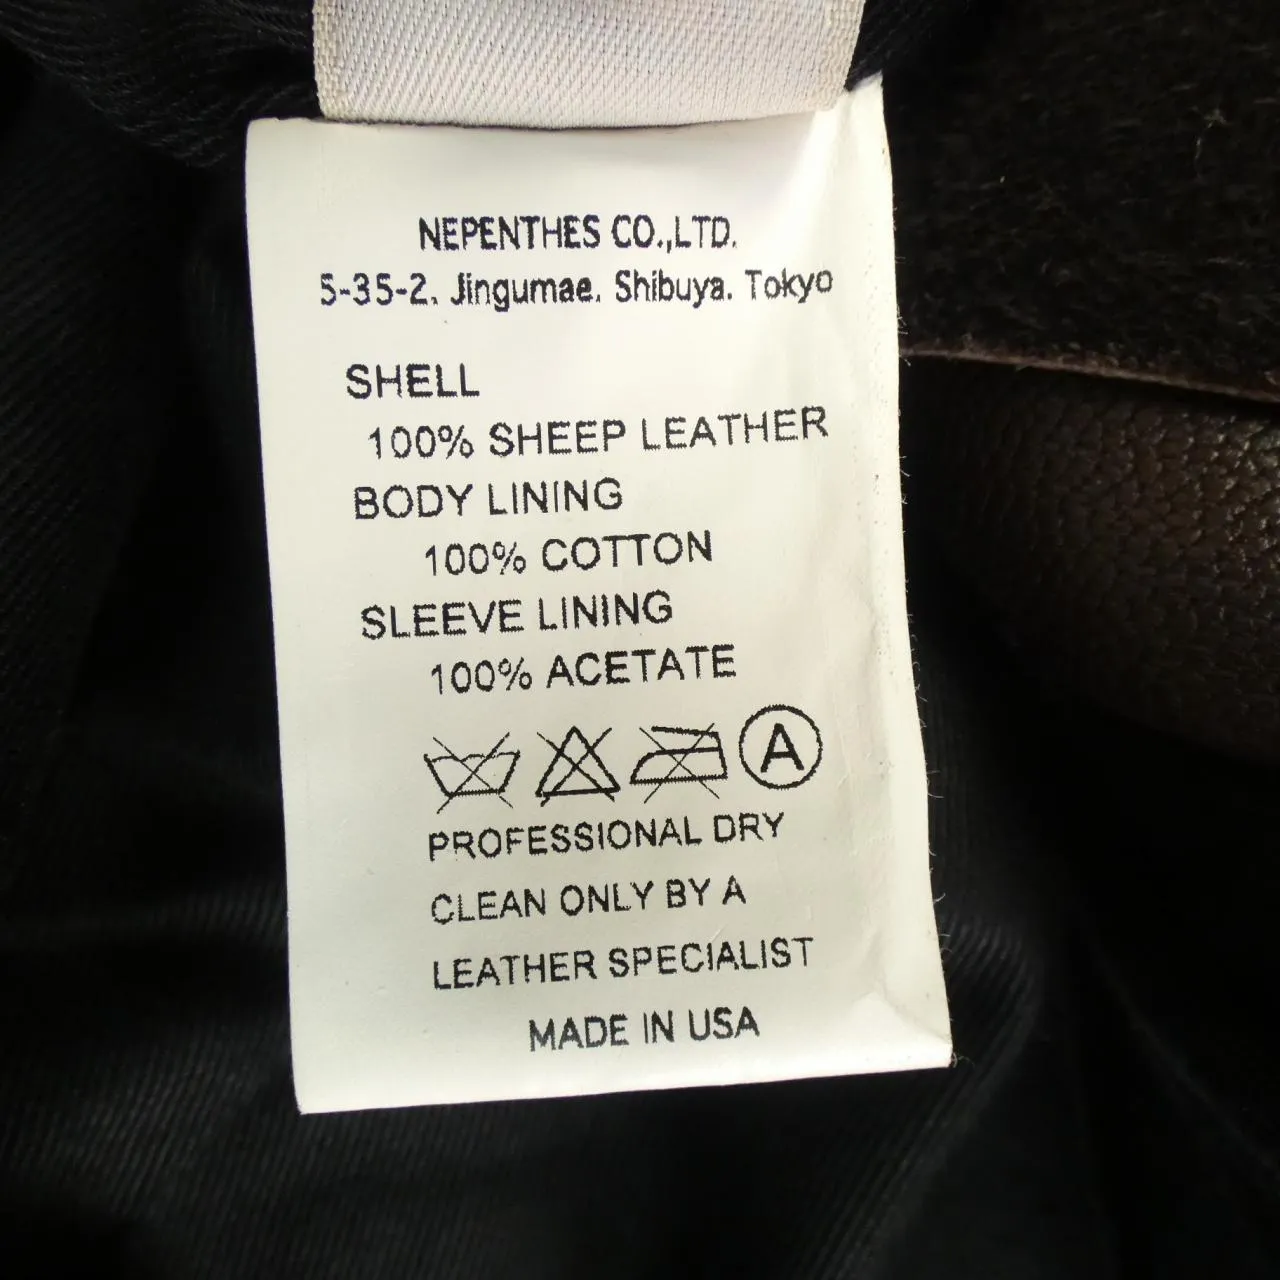 NEPENTHES CO.,LTD.
5-35-2, Jingumae, Shibuya, Tokyo
SHELL
100% SHEEP LEATHER
BODY LINING
100% COTTON
SLEEVE LINING
100% ACETATE
A
PROFESSIONAL DRY
CLEAN ONLY BY A
LEATHER SPECIALIST
MADE IN USA